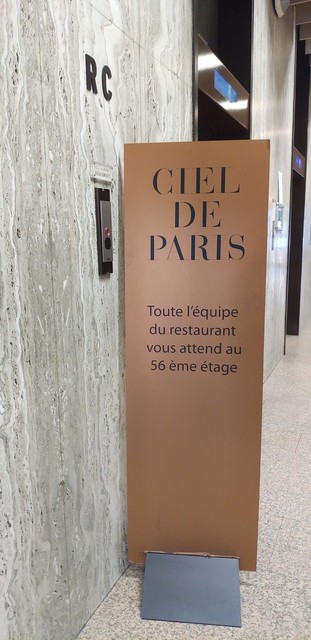 RC
CIEL
DE
PARIS
Toute l'équipe
du restaurant
vous attend au
56 ème étage